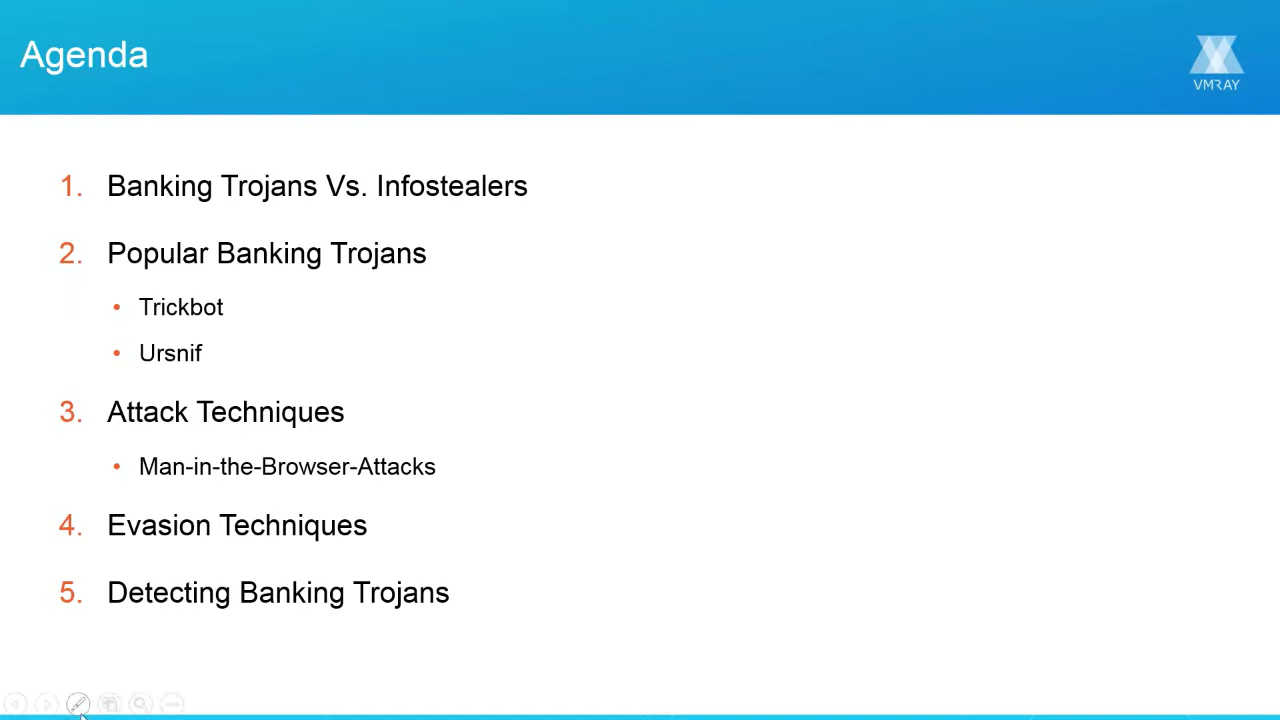 Agenda
VMRAY
1. Banking Trojans Vs. Infostealers
2. Popular Banking Trojans
• Trickbot
• Ursnif
3. Attack Techniques
• Man-in-the-Browser-Attacks
4. Evasion Techniques
5. Detecting Banking Trojans